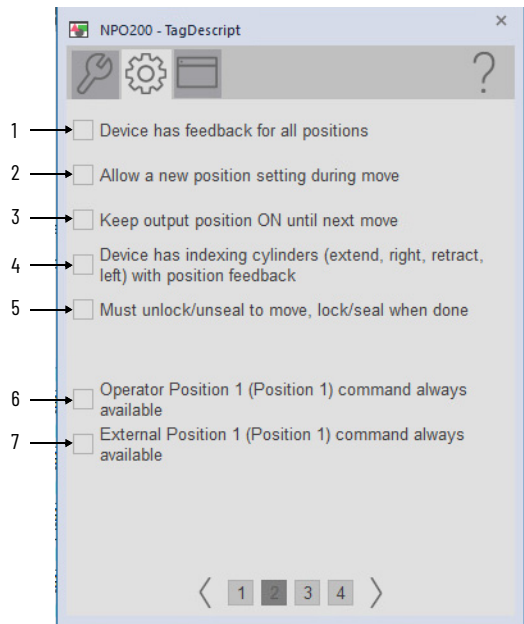 NPO200 - TagDescript
×
?
1
Device has feedback for all positions
2
Allow a new position setting during move
3
Keep output position ON until next move
4
Device has indexing cylinders (extend, right, retract,
left) with position feedback
5
Must unlock/unseal to move, lock/seal when done
6
Operator Position 1 (Position 1) command always
available
7
External Position 1 (Position 1) command always
available
1 2 3 4